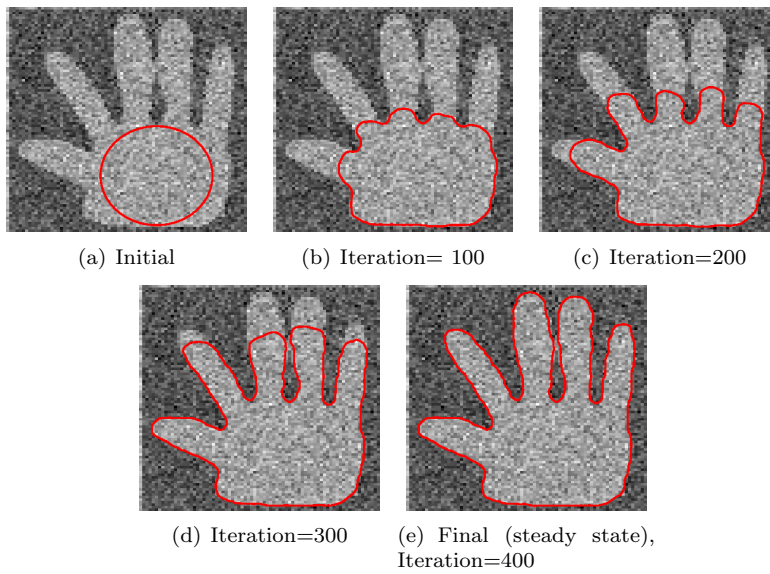 (a) Initial
(b) Iteration= 100
(c) Iteration=200
(d) Iteration=300
(e) Final (steady state),
Iteration=400